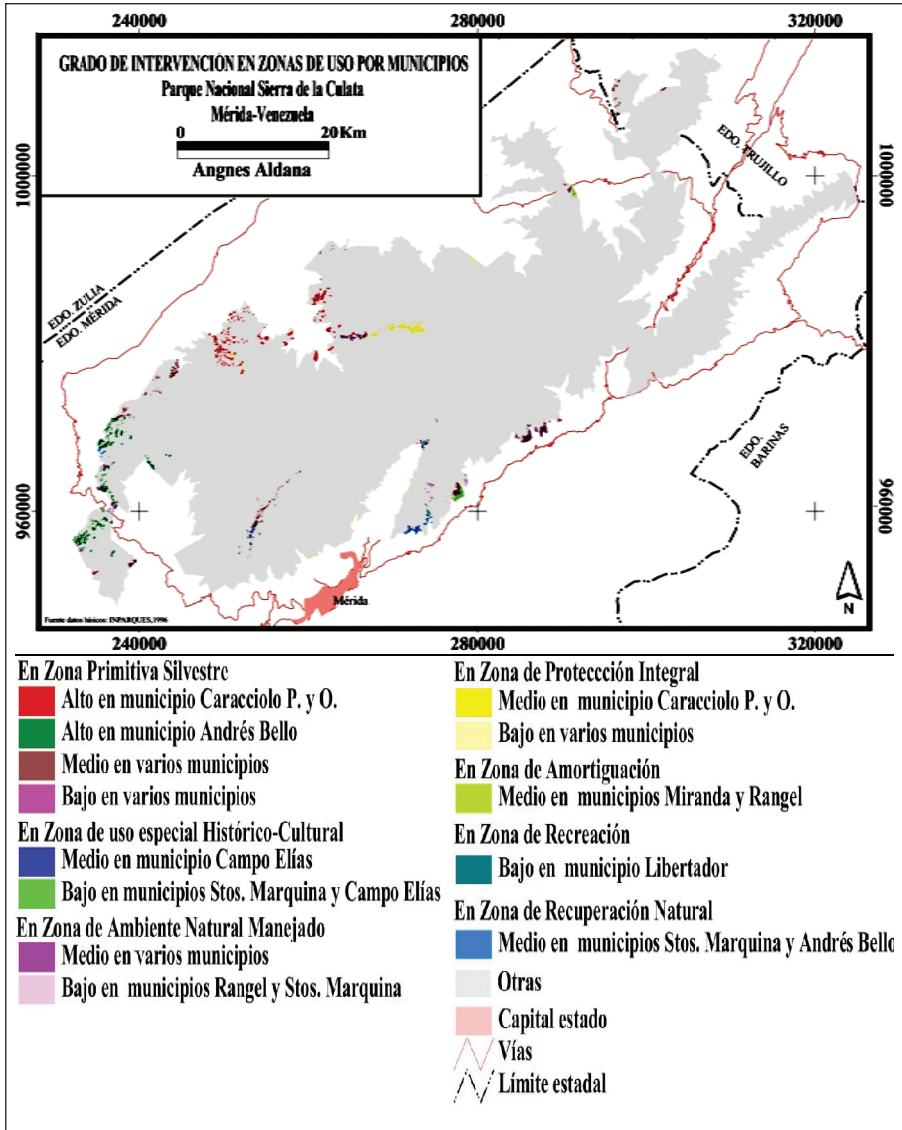 240000 280000 320000
GRADO DE INTERVENCIÓN EN ZONAS DE USO POR MUNICIPIOS
Parque Nacional Sierra de la Culata
Mérida-Venezuela
0 20 Km
Angnes Aldana
1000000
1000000
EDO. TRUJILLO
EDO. ZULIA
EDO. MÉRIDA
EDO. BARINAS
960000
960000
Mérida
N
Fuente datos básicos: INPARQUES,1996
240000 280000 320000
En Zona Primitiva Silvestre
Alto en municipio Caracciolo P. y O.
Alto en municipio Andrés Bello
Medio en varios municipios
Bajo en varios municipios
En Zona de uso especial Histórico-Cultural
Medio en municipio Campo Elías
Bajo en municipios Stos. Marquina y Campo Elías
En Zona de Ambiente Natural Manejado
Medio en varios municipios
Bajo en municipios Rangel y Stos. Marquina
En Zona de Protección Integral
Medio en municipio Caracciolo P. y O.
Bajo en varios municipios
En Zona de Amortiguación
Medio en municipios Miranda y Rangel
En Zona de Recreación
Bajo en municipio Libertador
En Zona de Recuperación Natural
Medio en municipios Stos. Marquina y Andrés Bello
Otras
Capital estado
Vías
Límite estadal